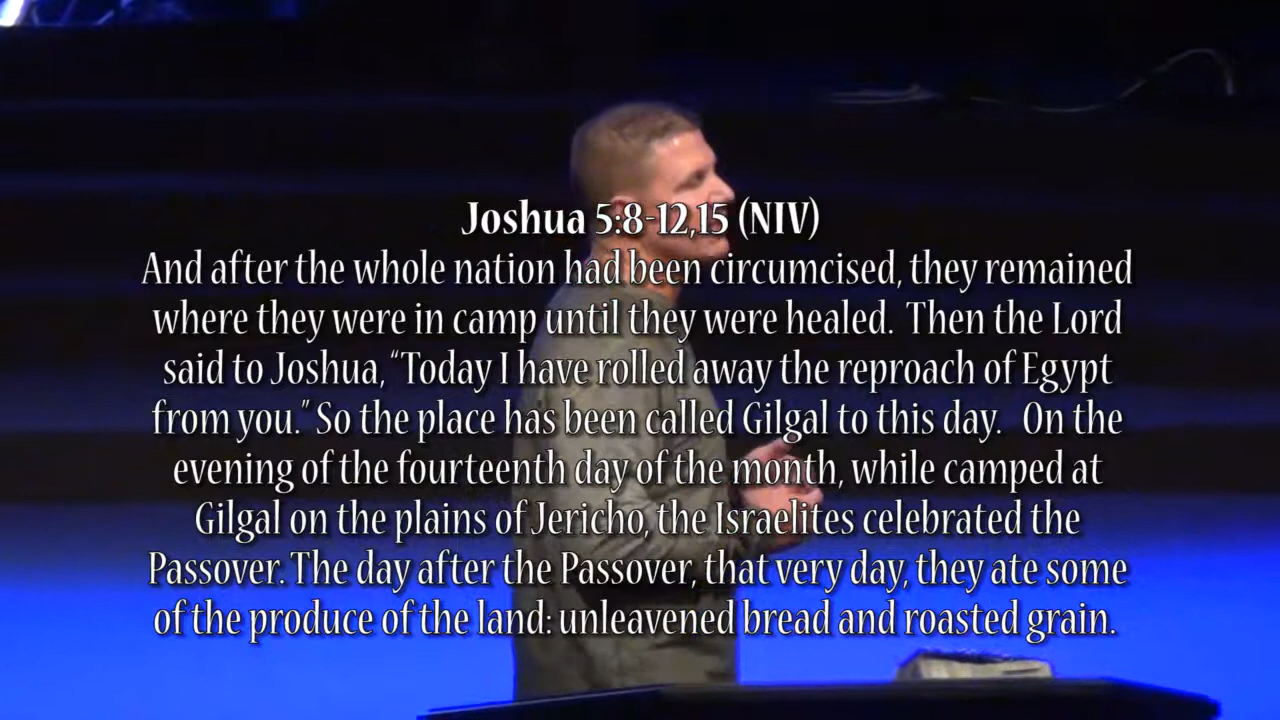 Joshua 5:8-12,15 (NIV)
And after the whole nation had been circumcised, they remained
where they were in camp until they were healed.  Then the Lord
said to Joshua, “Today I have rolled away the reproach of Egypt
from you.” So the place has been called Gilgal to this day.   On the
evening of the fourteenth day of the month, while camped at
Gilgal on the plains of Jericho, the Israelites celebrated the
Passover. The day after the Passover, that very day, they ate some
of the produce of the land: unleavened bread and roasted grain.